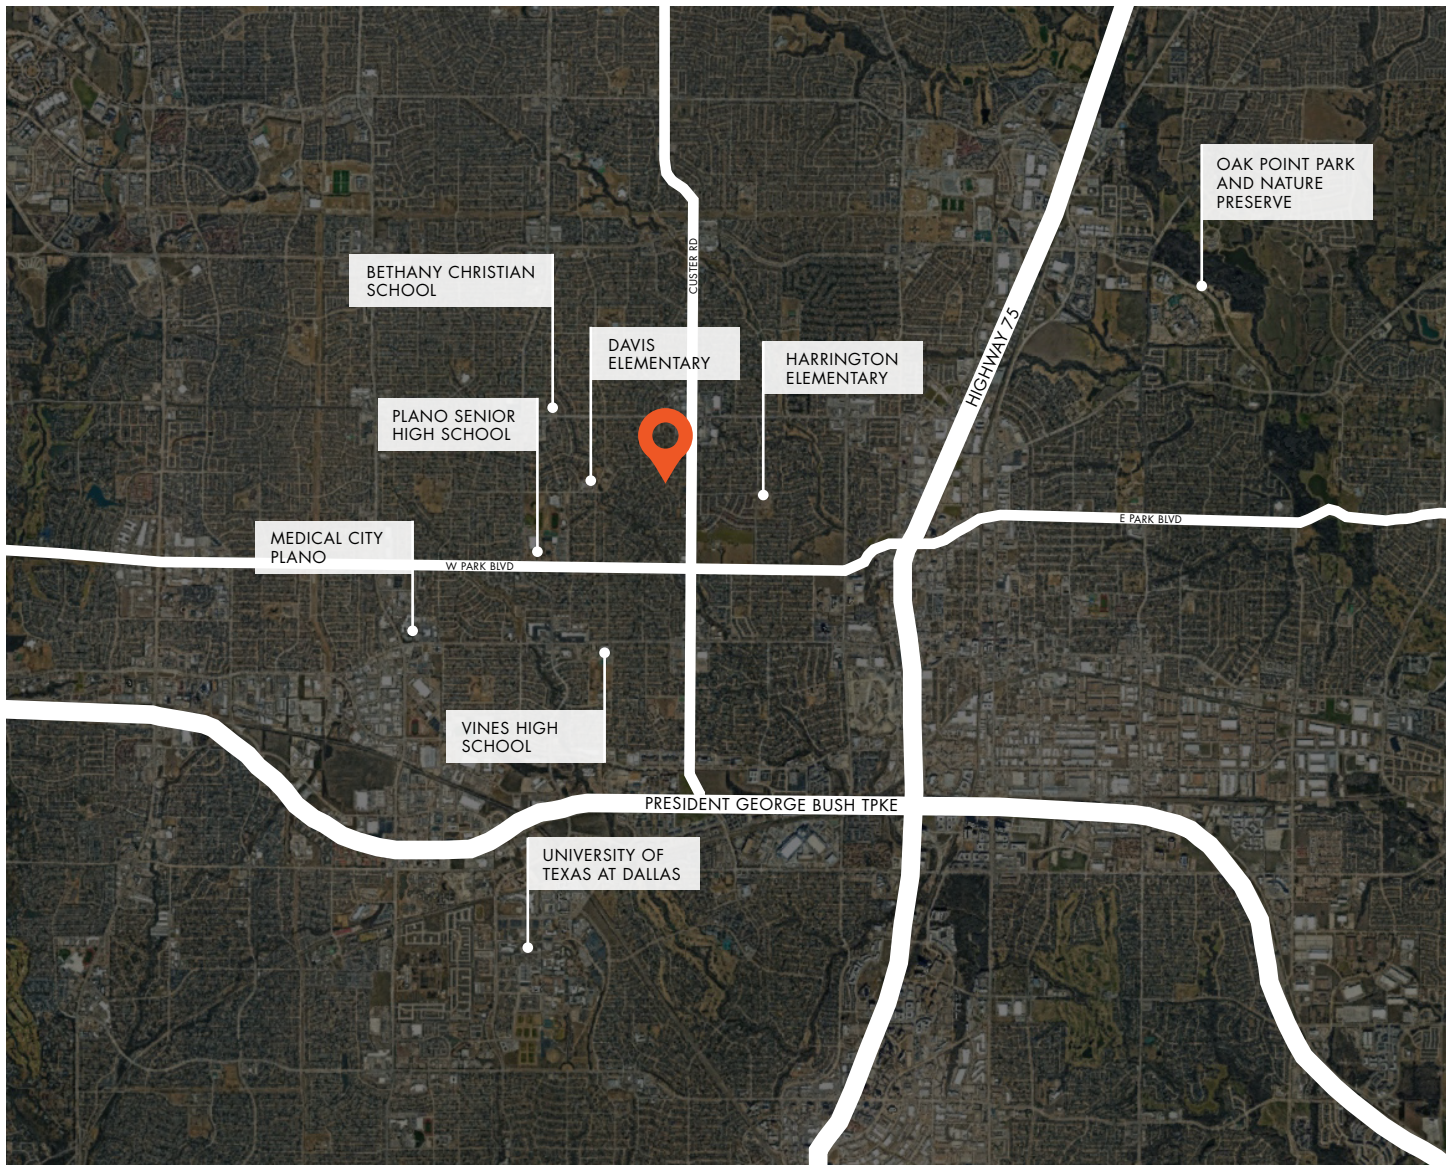 OAK POINT PARK
AND NATURE
PRESERVE
CUSTER RD
BETHANY CHRISTIAN
SCHOOL
HIGHWAY 75
DAVIS
ELEMENTARY
HARRINGTON
ELEMENTARY
PLANO SENIOR
HIGH SCHOOL
E PARK BLVD
MEDICAL CITY
PLANO
W PARK BLVD
VINES HIGH
SCHOOL
PRESIDENT GEORGE BUSH TPKE
UNIVERSITY OF
TEXAS AT DALLAS